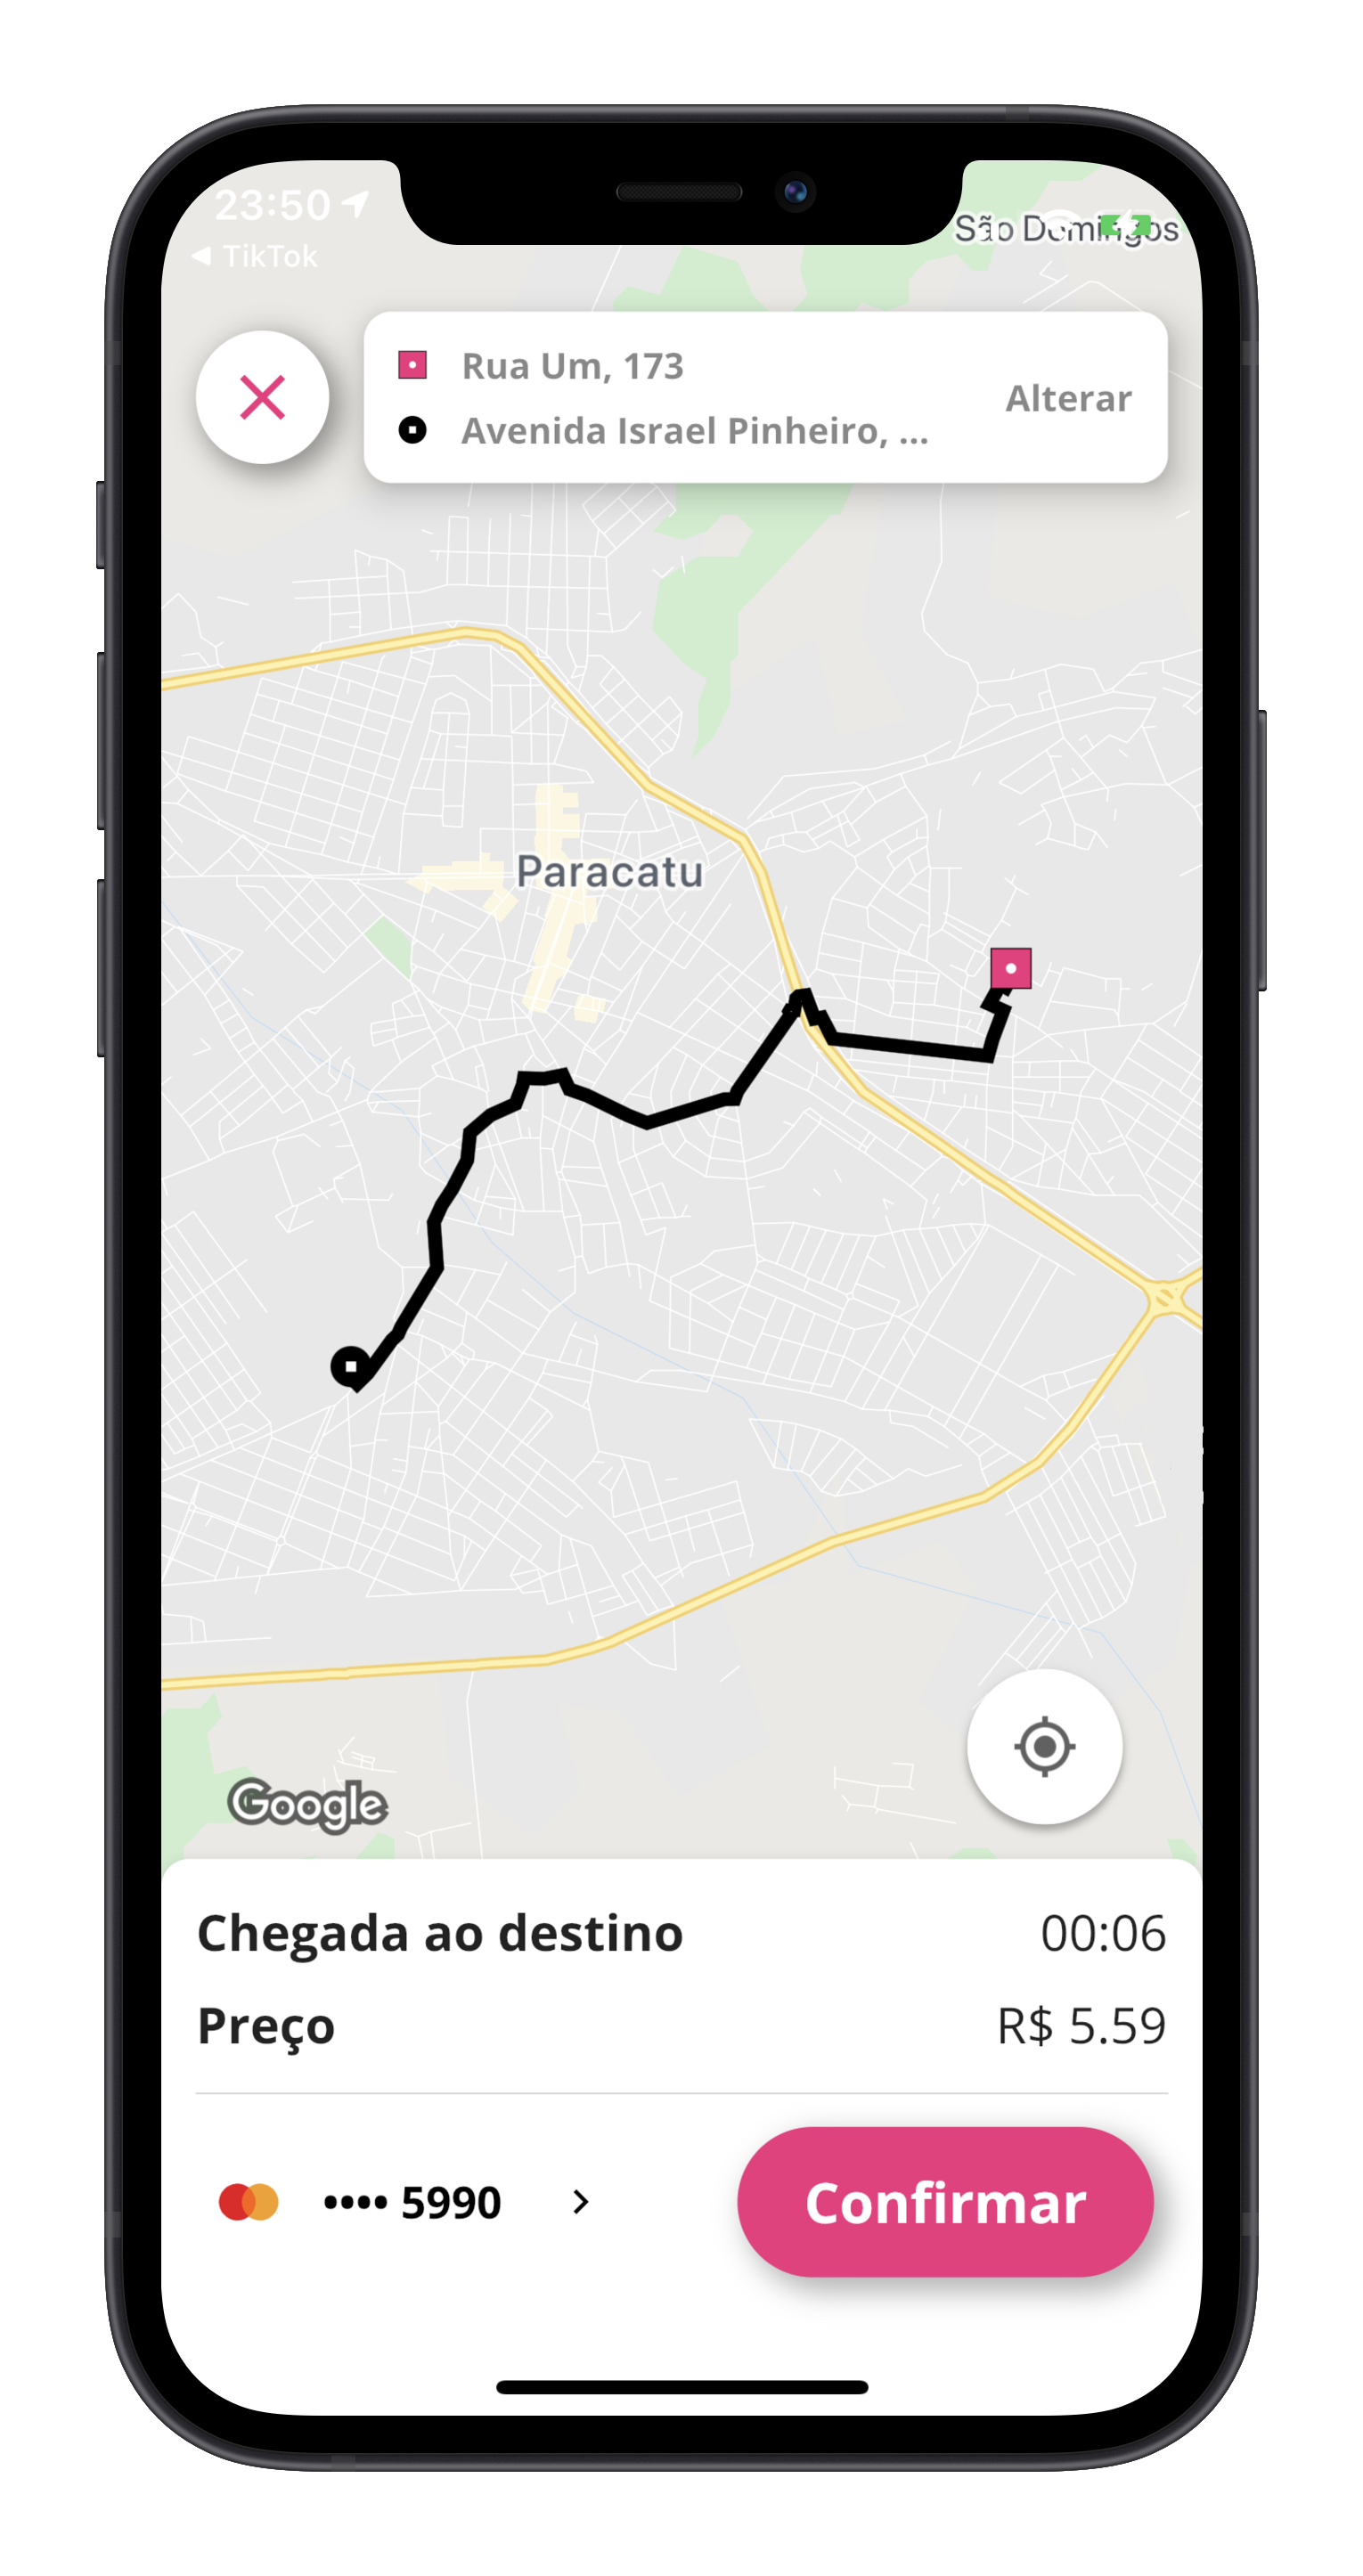 23:50
TikTok
São Domingos
Rua Um, 173
Alterar
Avenida Israel Pinheiro, ...
Paracatu
Google
Chegada ao destino 00:06
Preço R$ 5.59
•••• 5990
Confirmar